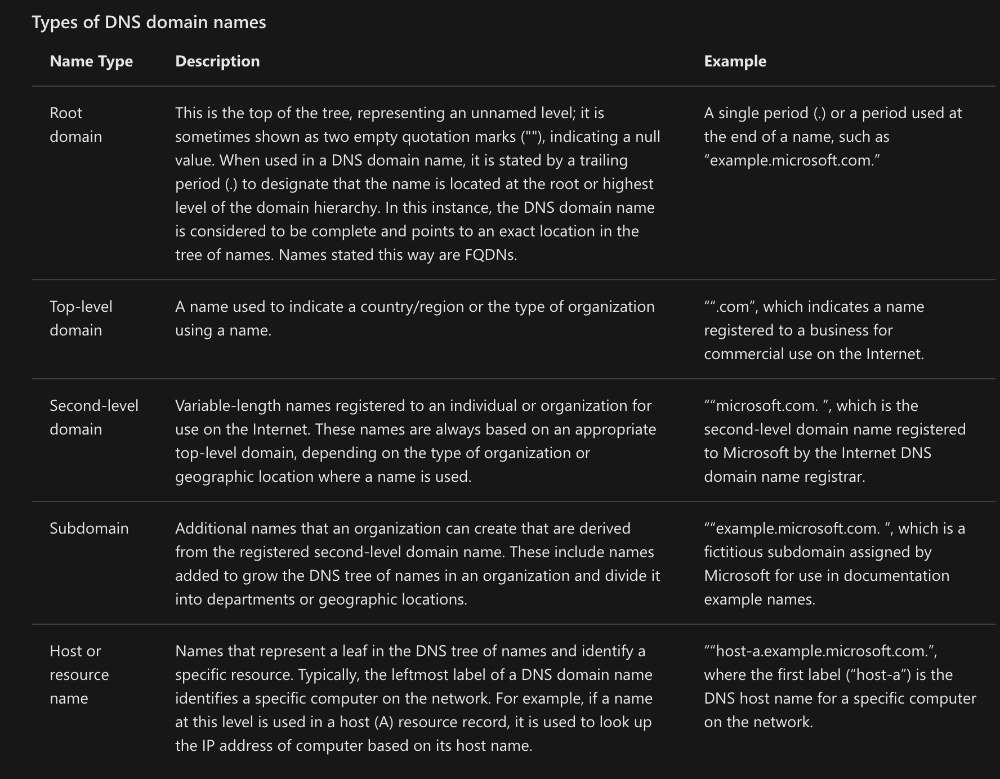 Types of DNS domain names
Name Type Description Example
Root
domain
This is the top of the tree, representing an unnamed level; it is
sometimes shown as two empty quotation marks (""), indicating a null
value. When used in a DNS domain name, it is stated by a trailing
period (.) to designate that the name is located at the root or highest
level of the domain hierarchy. In this instance, the DNS domain name
is considered to be complete and points to an exact location in the
tree of names. Names stated this way are FQDNs.
A single period (.) or a period used at
the end of a name, such as
“example.microsoft.com.”
Top-level
domain
A name used to indicate a country/region or the type of organization
using a name.
““.com”, which indicates a name
registered to a business for
commercial use on the Internet.
Second-level
domain
Variable-length names registered to an individual or organization for
use on the Internet. These names are always based on an appropriate
top-level domain, depending on the type of organization or
geographic location where a name is used.
““microsoft.com. ”, which is the
second-level domain name registered
to Microsoft by the Internet DNS
domain name registrar.
Subdomain
Additional names that an organization can create that are derived
from the registered second-level domain name. These include names
added to grow the DNS tree of names in an organization and divide it
into departments or geographic locations.
““example.microsoft.com. ”, which is a
fictitious subdomain assigned by
Microsoft for use in documentation
example names.
Host or
resource
name
Names that represent a leaf in the DNS tree of names and identify a
specific resource. Typically, the leftmost label of a DNS domain name
identifies a specific computer on the network. For example, if a name
at this level is used in a host (A) resource record, it is used to look up
the IP address of computer based on its host name.
““host-a.example.microsoft.com.”,
where the first label (“host-a”) is the
DNS host name for a specific computer
on the network.